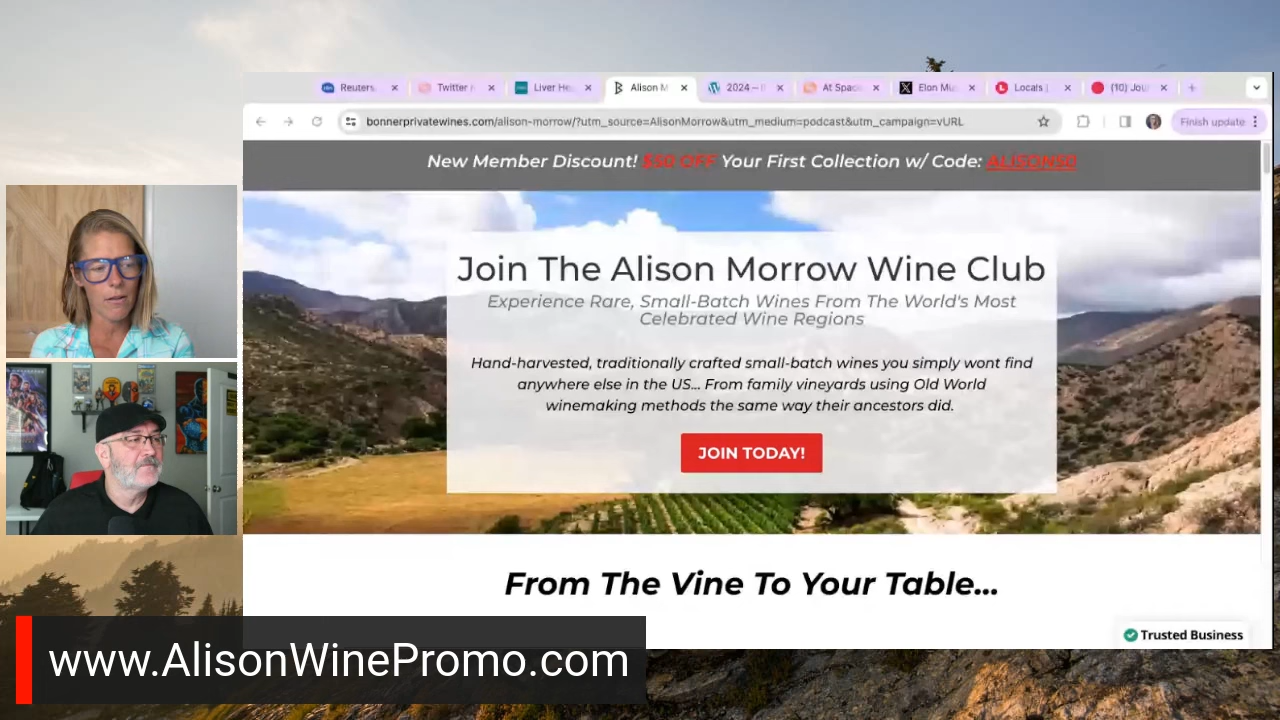 Reuters
Twitter
Liver He
Alison M
2024 —
At Spac
Elon Mu
Locals |
(10) Jou
bonnerprivatewines.com/alison-morrow/?utm_source=AlisonMorrow&utm_medium=podcast&utm_campaign=vURL
Finish update
New Member Discount! $50 OFF Your First Collection w/ Code: ALISON50
Join The Alison Morrow Wine Club
Experience Rare, Small-Batch Wines From The World's Most
Celebrated Wine Regions
Hand-harvested, traditionally crafted small-batch wines you simply wont find
anywhere else in the US... From family vineyards using Old World
winemaking methods the same way their ancestors did.
JOIN TODAY!
From The Vine To Your Table...
Trusted Business
www.AlisonWinePromo.com